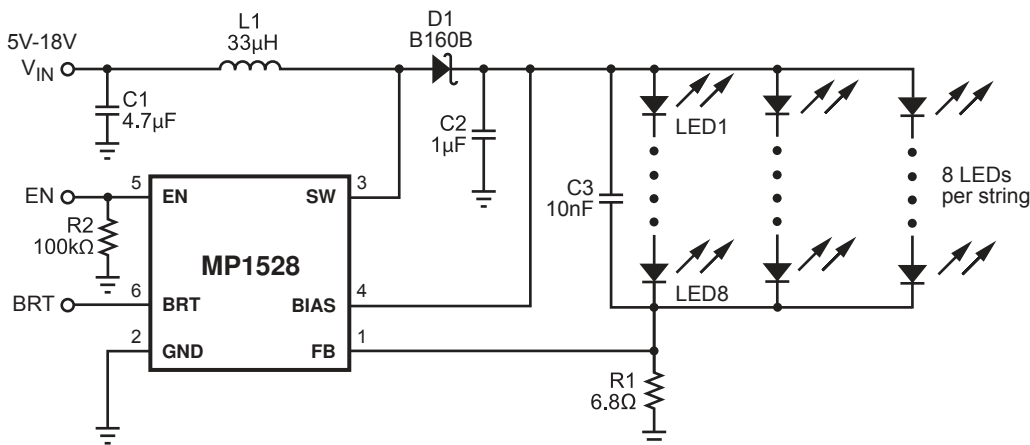 5V-18V
VIN
L1
33µH
D1
B160B
C1
4.7µF
C2
1µF
LED1
EN
5
EN
SW
3
R2
100kΩ
MP1528
C3
10nF
8 LEDs
per string
BRT
6
BRT
BIAS
4
LED8
2
GND
FB
1
R1
6.8Ω